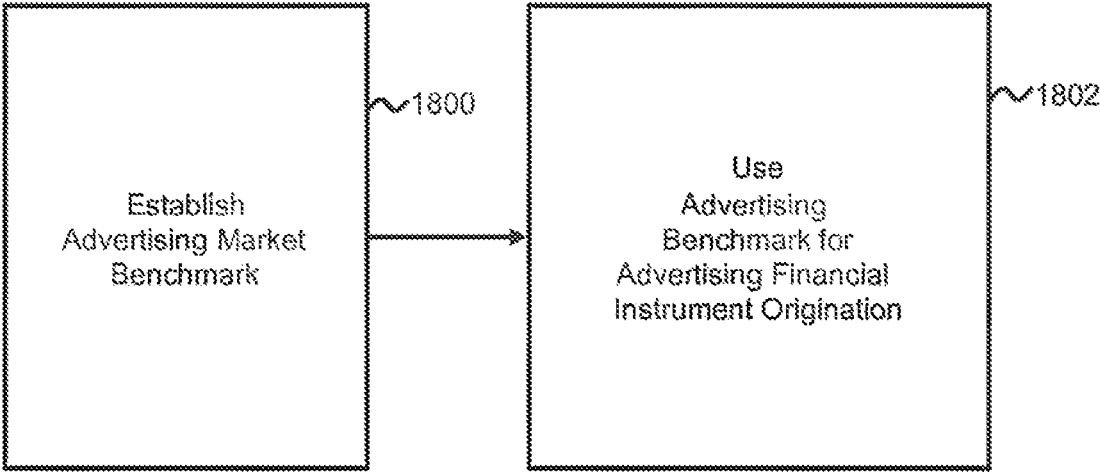 Establish
Advertising Market
Benchmark
1800
Use
Advertising
Benchmark for
Advertising Financial
Instrument Origination
1802